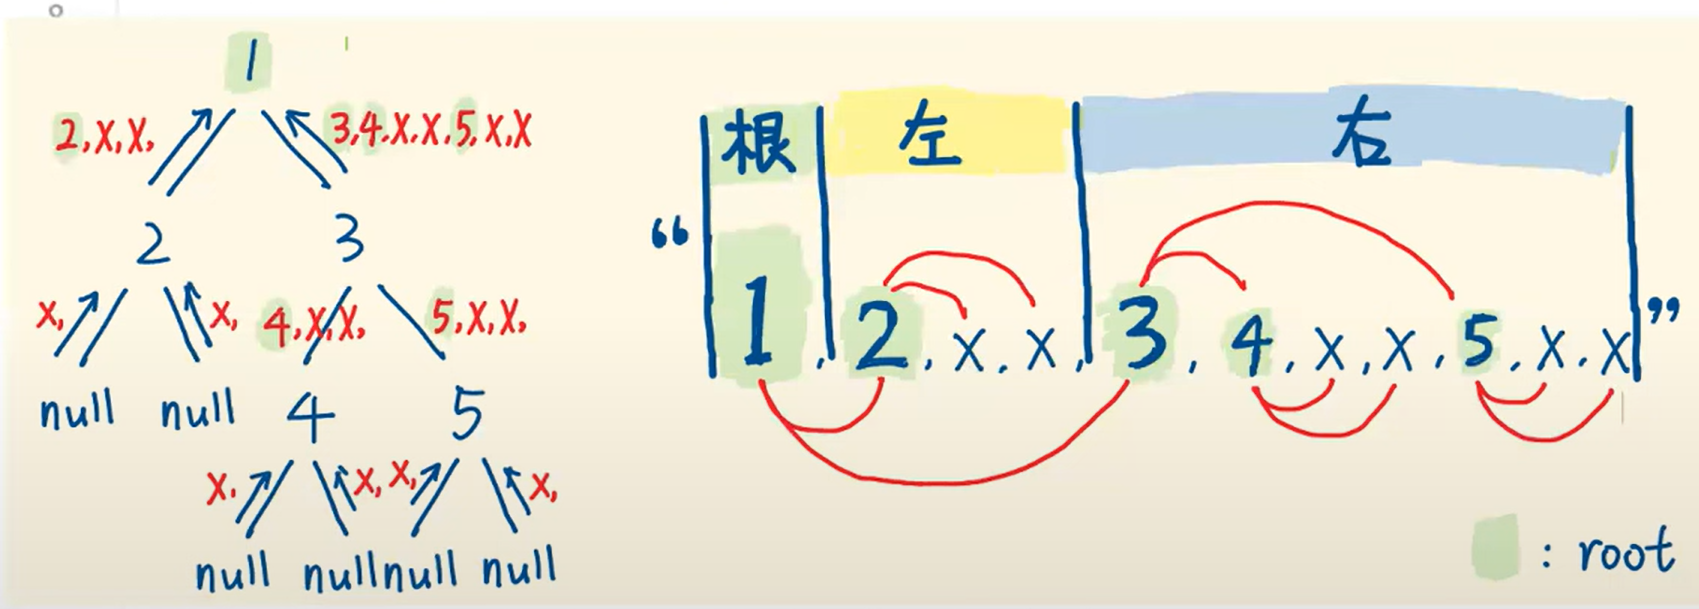 1
2,X,X,
3,4.X.X.5,X,X
2
3
X,
X,
4,X,X,
5,X,X,
null
null
4
5
X.
X,
X,
X,
null
null
null
null
根 左 右
“1,2,X.X,3,4.X,X,5.X.X”
: root